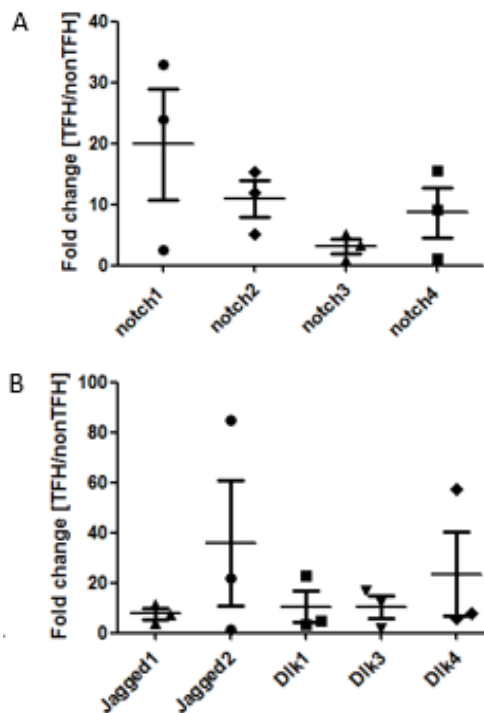 A
Fold change [TFH/nonTFH]
40
30
20
10
0
notch1
notch2
notch3
notch4
B
Fold change [TFH/nonTFH]
100
80
60
40
20
0
Jagged1
Jagged2
Dlk1
Dlk3
Dlk4